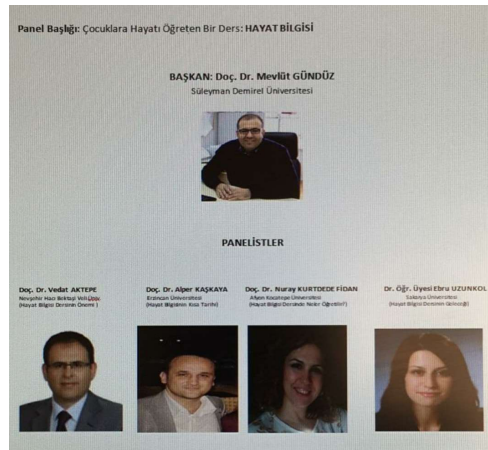 Panel Başlığı: Çocuklara Hayatı Öğreten Bir Ders: HAYAT BİLGİSİ
BAŞKAN: Doç. Dr. Mevlüt GÜNDÜZ
Süleyman Demirel Üniversitesi
PANELİSTLER
Doç. Dr. Vedat AKTEPE
Nevşehir Hacı Bektaşi Veli Üniv.
(Hayat Bilgisi Dersinin Önemi )
Doç. Dr. Alper KAŞKAYA
Erzincan Üniversitesi
(Hayat Bilgisinin Kısa Tarihi)
Doç. Dr. Nuray KURTDEDE FİDAN
Afyon Kocatepe Üniversitesi
(Hayat Bilgisi Dersinde Neler Öğretilir?)
Dr. Öğr. Üyesi Ebru UZUNKOL
Sakarya Üniversitesi
(Hayat Bilgisi Dersinin Geleceği)